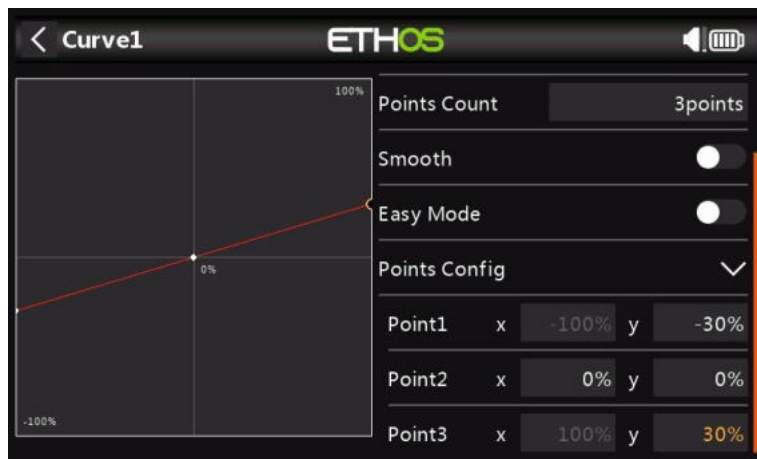 Curve1
ETHOS
100%
0%
-100%
Points Count 3points
Smooth
Easy Mode
Points Config
Point1 x -100% y -30%
Point2 x 0% y 0%
Point3 x 100% y 30%